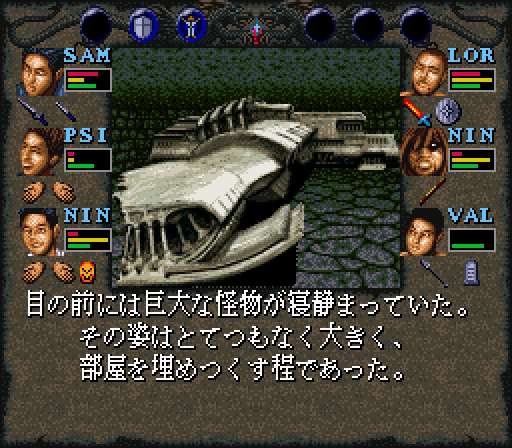 SAM
LOR
PSI
NIN
NIN
VAL
目の前には巨大な怪物が寝静まっていた。
その姿はとてつもなく大きく、
部屋を埋めつくす程であった。